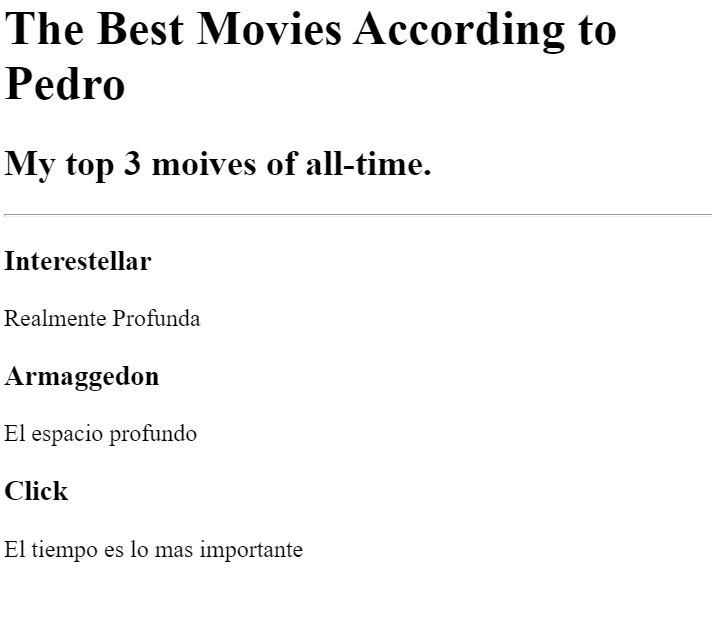 The Best Movies According to
Pedro
My top 3 moives of all-time.
Interestellar
Realmente Profunda
Armaggedon
El espacio profundo
Click
El tiempo es lo mas importante